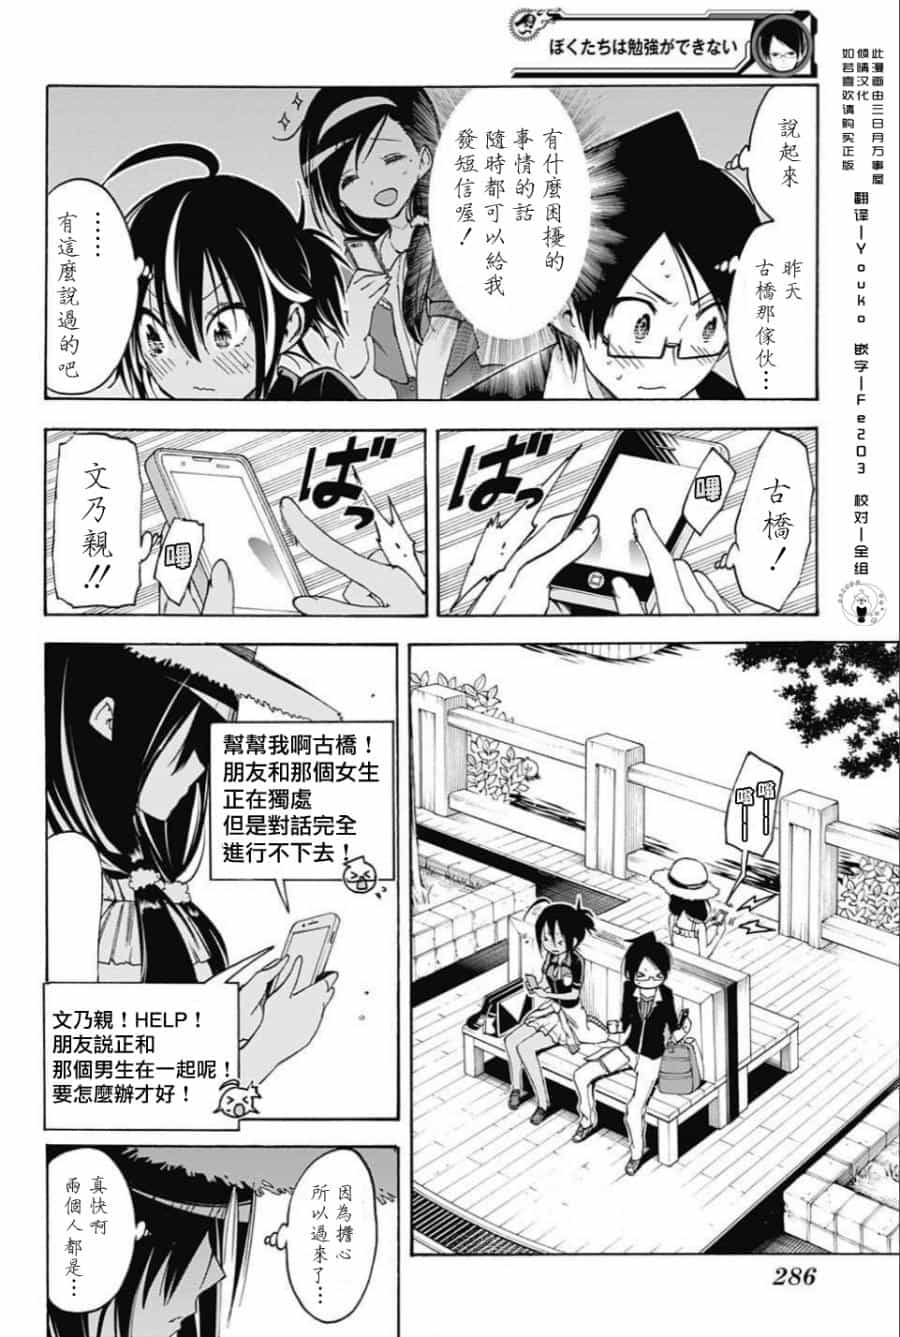 ぼくたちは勉強ができない
此漫画由三日月万事屋
倾情汉化
如若喜欢请购买正版
翻译—Youko 嵌字—Fe203 校对—全组
說起來
昨天
古橋那傢伙…
有什麼困擾的
事情的話
隨時都可以給我
發短信喔！
……
有這麼說過的吧
古橋！
嗶
ばっ
文乃親！！
嗶
ばっ
嗡——
嗡——
幫幫我啊古橋！
朋友和那個女生
正在獨處
但是對話完全
進行不下去！
文乃親！HELP！
朋友説正和
那個男生在一起呢！
要怎麼辦才好！
因為擔心
所以過來了…
真快啊
兩個人都是…
286